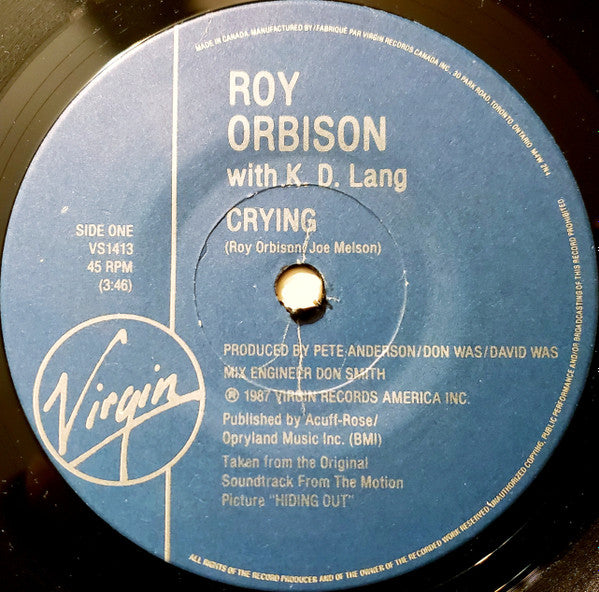 MADE IN CANADA. MANUFACTURED BY/FABRIQUÉ PAR VIRGIN RECORDS CANADA INC., 30 PARK ROAD, TORONTO, ONTARIO. M4W 2N4
ROY
ORBISON
with K. D. Lang
CRYING
(Roy Orbison/Joe Melson)
SIDE ONE
VS1413
45 RPM
(3:46)
Virgin
PRODUCED BY PETE ANDERSON/DON WAS/DAVID WAS
MIX ENGINEER DON SMITH
℗ 1987 VIRGIN RECORDS AMERICA INC.
Published by Acuff-Rose/
Opryland Music Inc. (BMI)
Taken from the Original
Soundtrack From The Motion
Picture "HIDING OUT"
ALL RIGHTS OF THE RECORD PRODUCER AND OF THE OWNER OF THE RECORDED WORK RESERVED UNAUTHORIZED COPYING, PUBLIC PERFORMANCE AND/OR BROADCASTING OF THIS RECORD PROHIBITED.